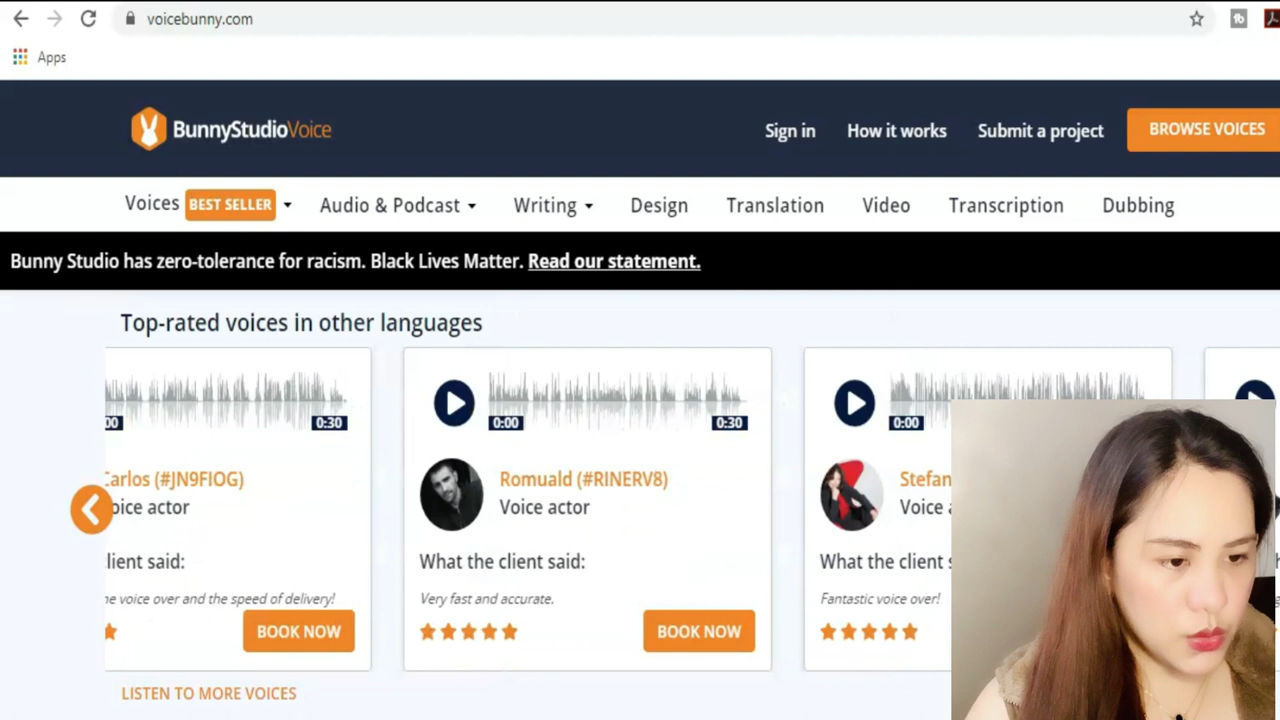 voicebunny.com
Apps
BunnyStudioVoice
Sign in How it works Submit a project BROWSE VOICES
Voices BEST SELLER Audio & Podcast Writing Design Translation Video Transcription Dubbing
Bunny Studio has zero-tolerance for racism. Black Lives Matter. Read our statement.
Top-rated voices in other languages
00 0:30 0:00 0:30 0:00
Carlos (#JN9FIOG) Romuald (#RINERV8) Stefan
oice actor Voice actor Voice
lient said: What the client said: What the client
e voice over and the speed of delivery! Very fast and accurate. Fantastic voice over!
BOOK NOW BOOK NOW
LISTEN TO MORE VOICES